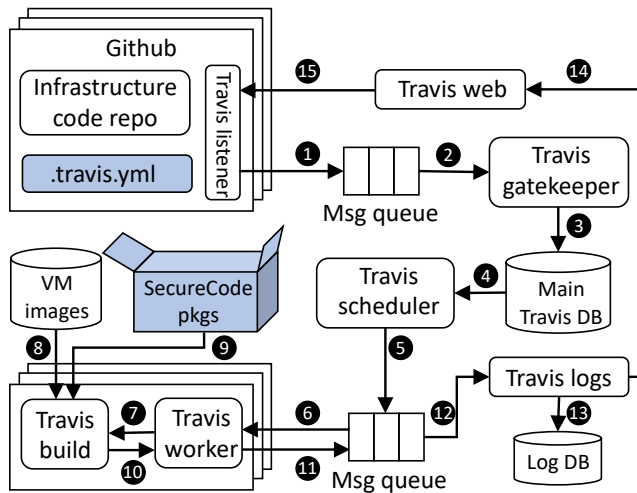 Github
Infrastructure
code repo
.travis.yml
Travis listener
15
Travis web
14
1
Msg queue
2
Travis
gatekeeper
3
VM
images
SecureCode
pkgs
Travis
scheduler
4
Main
Travis DB
8
9
5
Travis
build
7
10
Travis
worker
6
11
Msg queue
12
Travis logs
13
Log DB